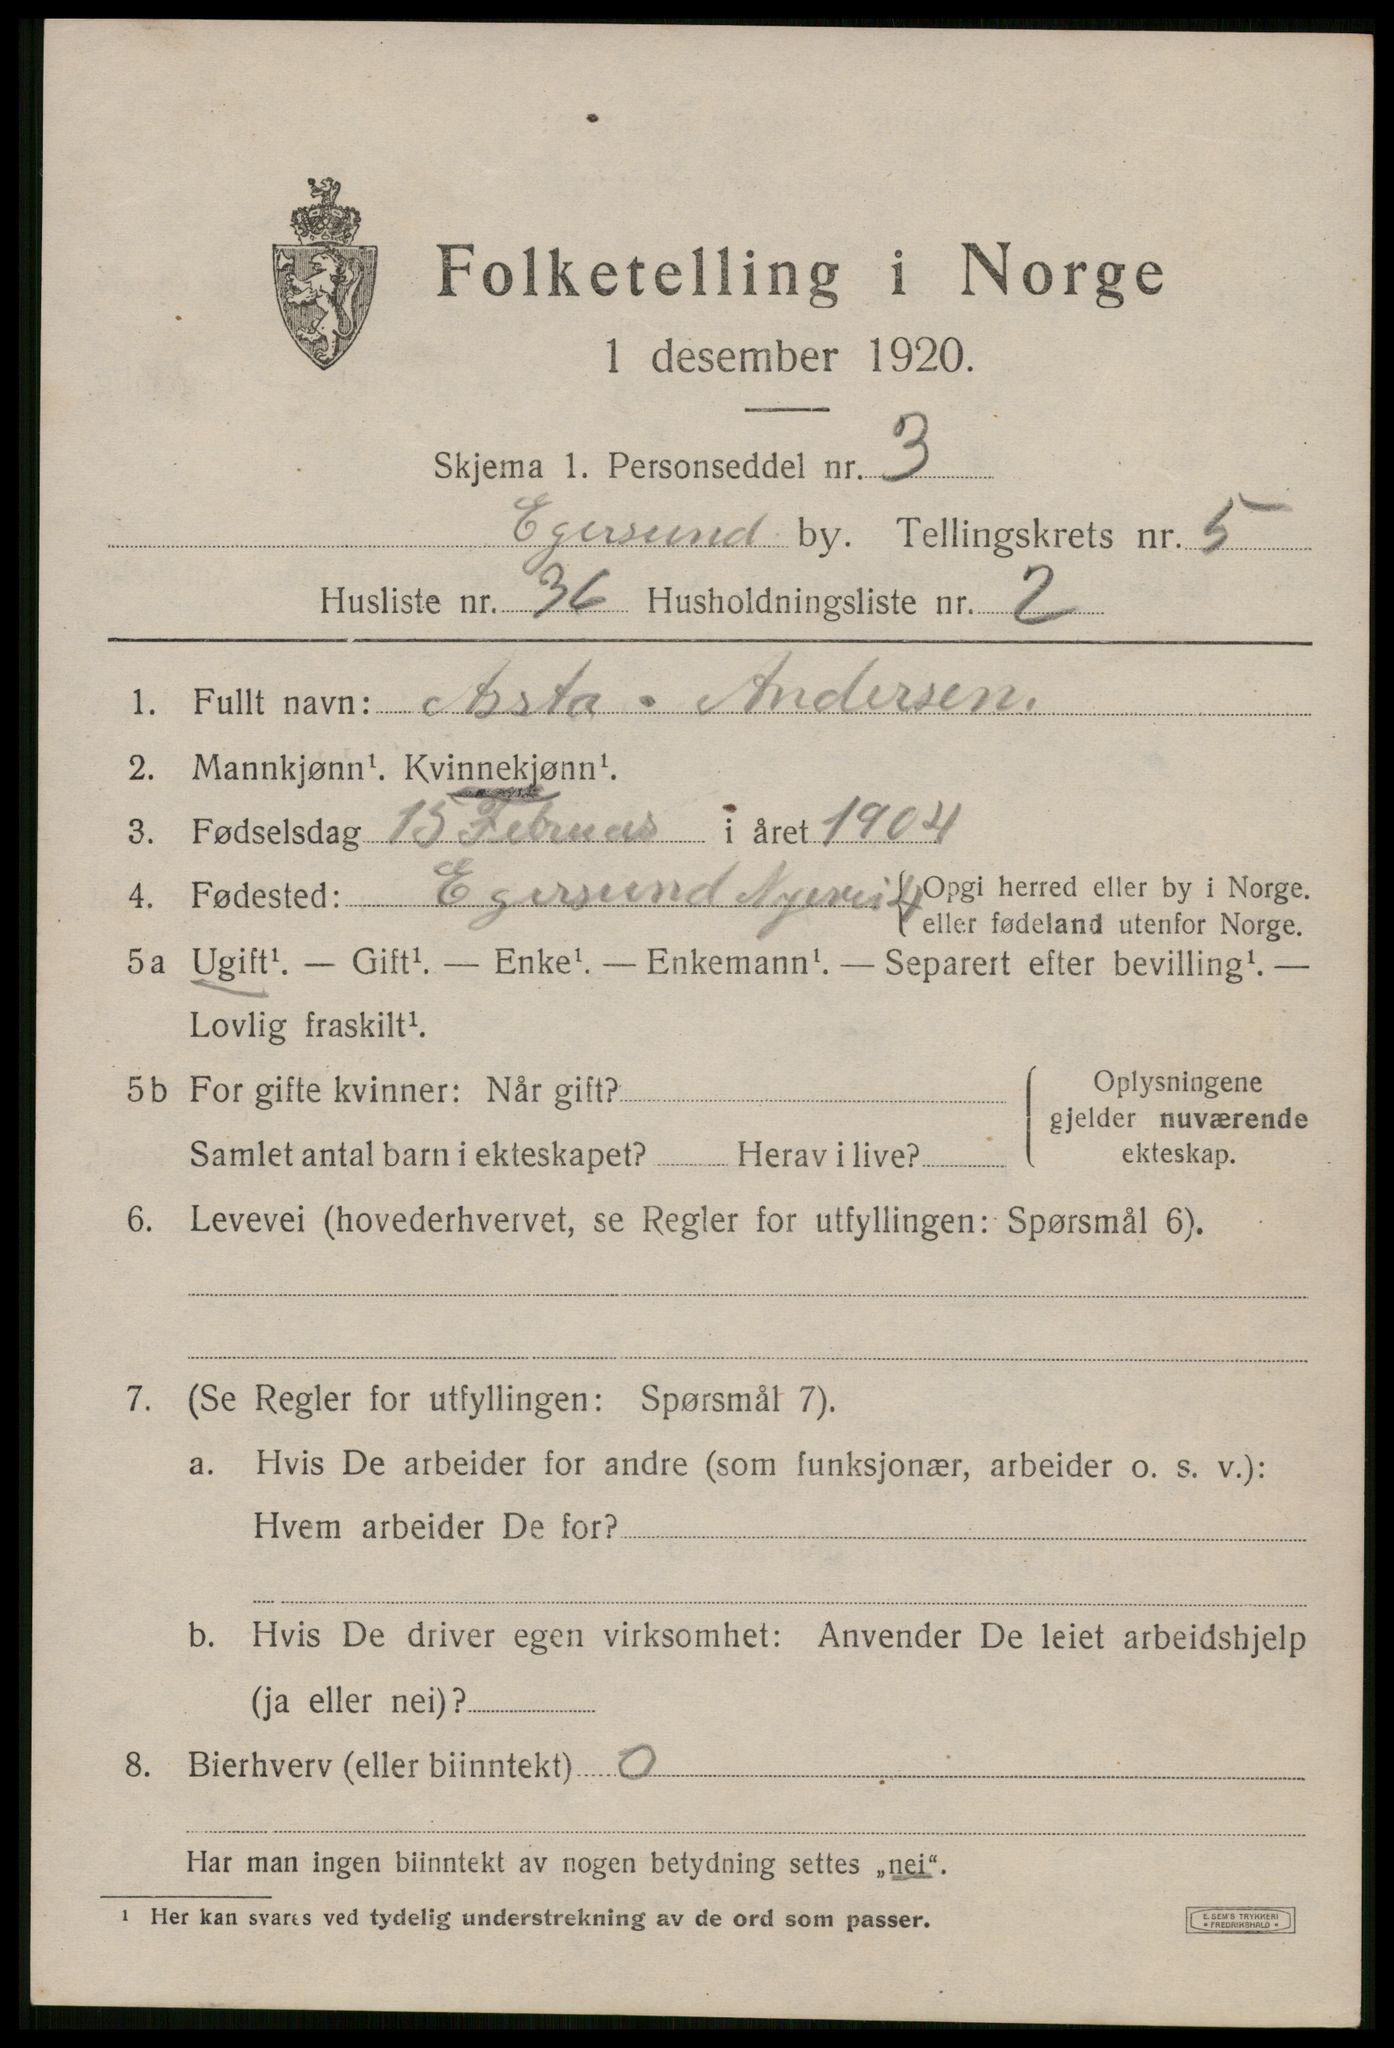 Folketelling i Norge
1 desember 1920.
Skjema 1. Personseddel nr. 3
Egersund by. Tellingskrets nr. 5
Husliste nr. 36 Husholdningsliste nr. 2
1. Fullt navn: Asta. Andersen.
2. Mannkjønn¹. Kvinnekjønn¹.
3. Fødselsdag 15 Februar i året 1904
4. Fødested: Egersund { Opgi herred eller by i Norge.
eller fødeland utenfor Norge.
5a Ugift¹. — Gift¹. — Enke¹. — Enkemann¹. — Separert efter bevilling¹. —
Lovlig fraskilt¹.
5b For gifte kvinner: Når gift?
Samlet antal barn i ekteskapet? Herav i live?
Oplysningene
gjelder nuværende
ekteskap.
6. Levevei (hovederhvervet, se Regler for utfyllingen: Spørsmål 6).
7. (Se Regler for utfyllingen: Spørsmål 7).
a. Hvis De arbeider for andre (som funksjonær, arbeider o. s. v.):
Hvem arbeider De for?
b. Hvis De driver egen virksomhet: Anvender De leiet arbeidshjelp
(ja eller nei)?
8. Bierhverv (eller biinntekt) 0
Har man ingen biinntekt av nogen betydning settes „nei“.
¹ Her kan svares ved tydelig understrekning av de ord som passer.
E. SEM'S TRYKKERI
• FREDRIKSHALD •